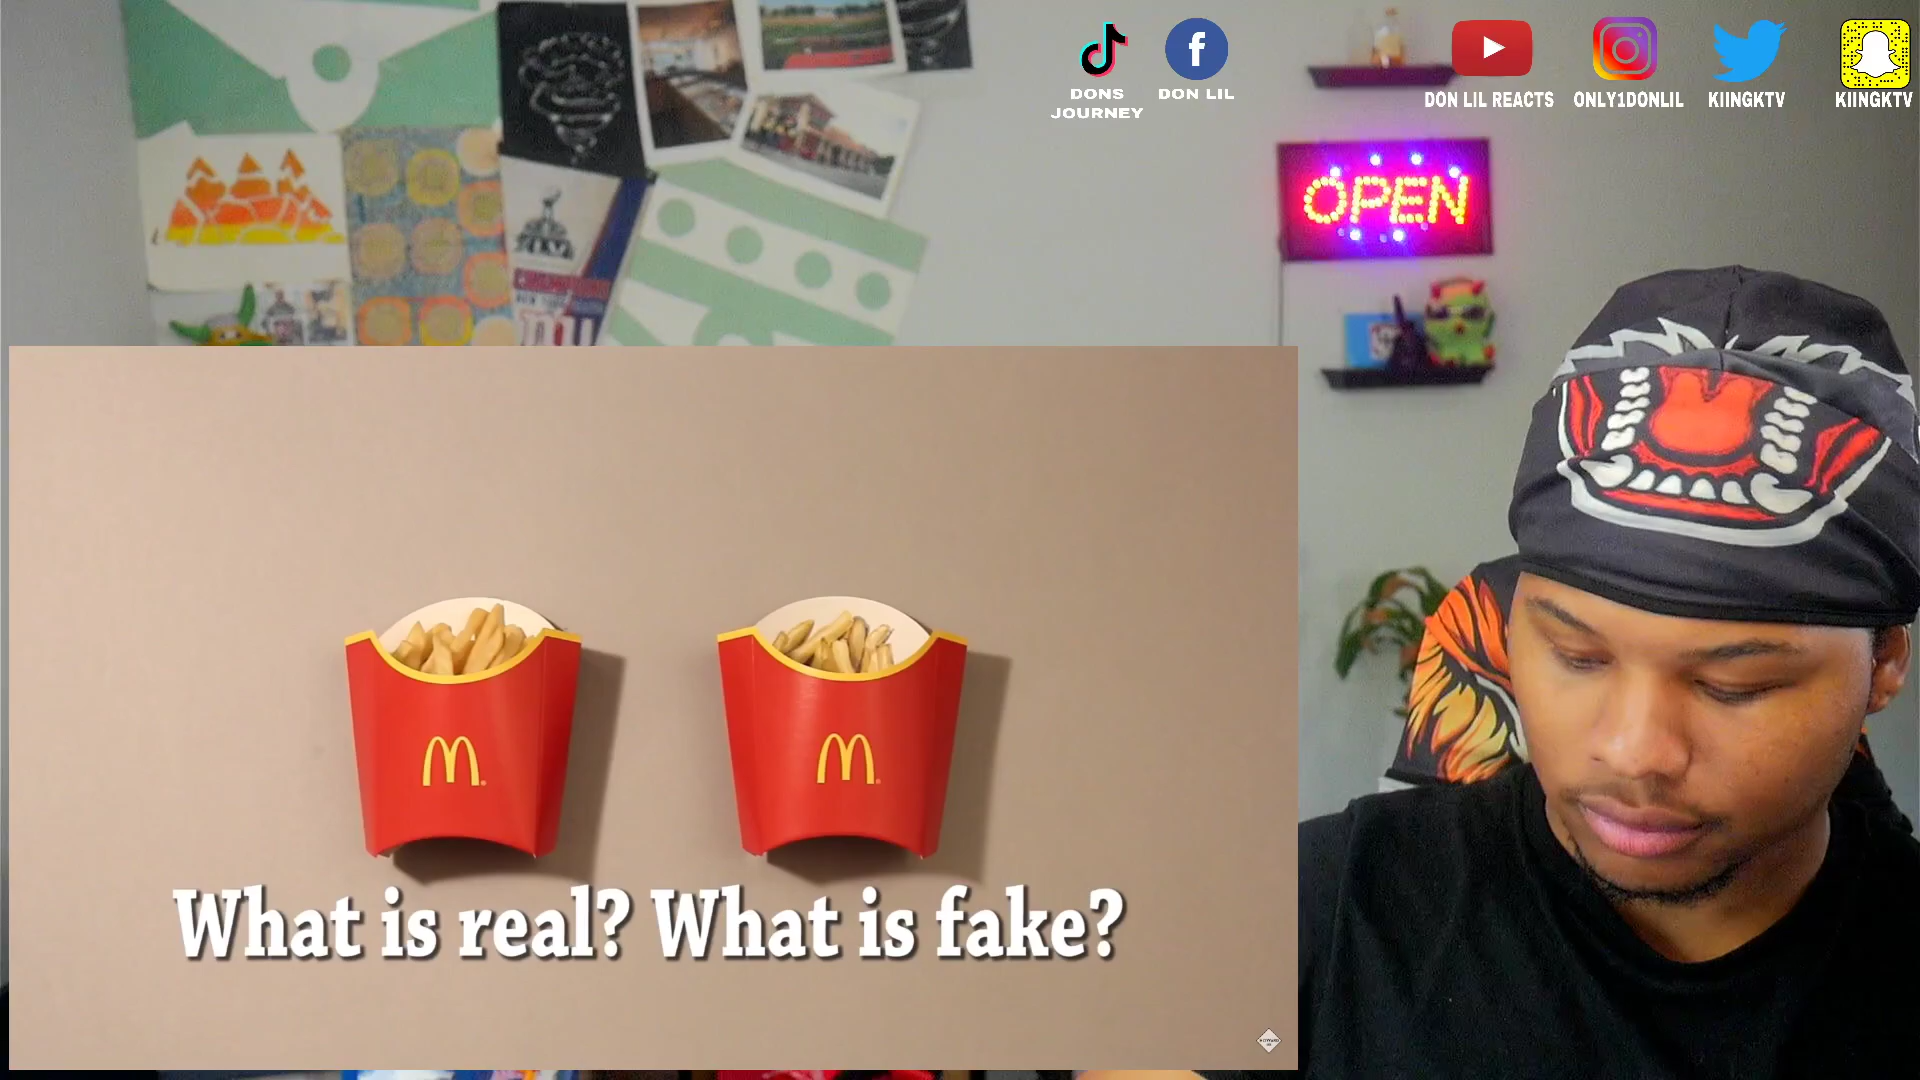 DONS
JOURNEY
DON LIL
DON LIL REACTS
ONLY1DONLIL
KIINGKTV
KIINGKTV
OPEN
What is real? What is fake?